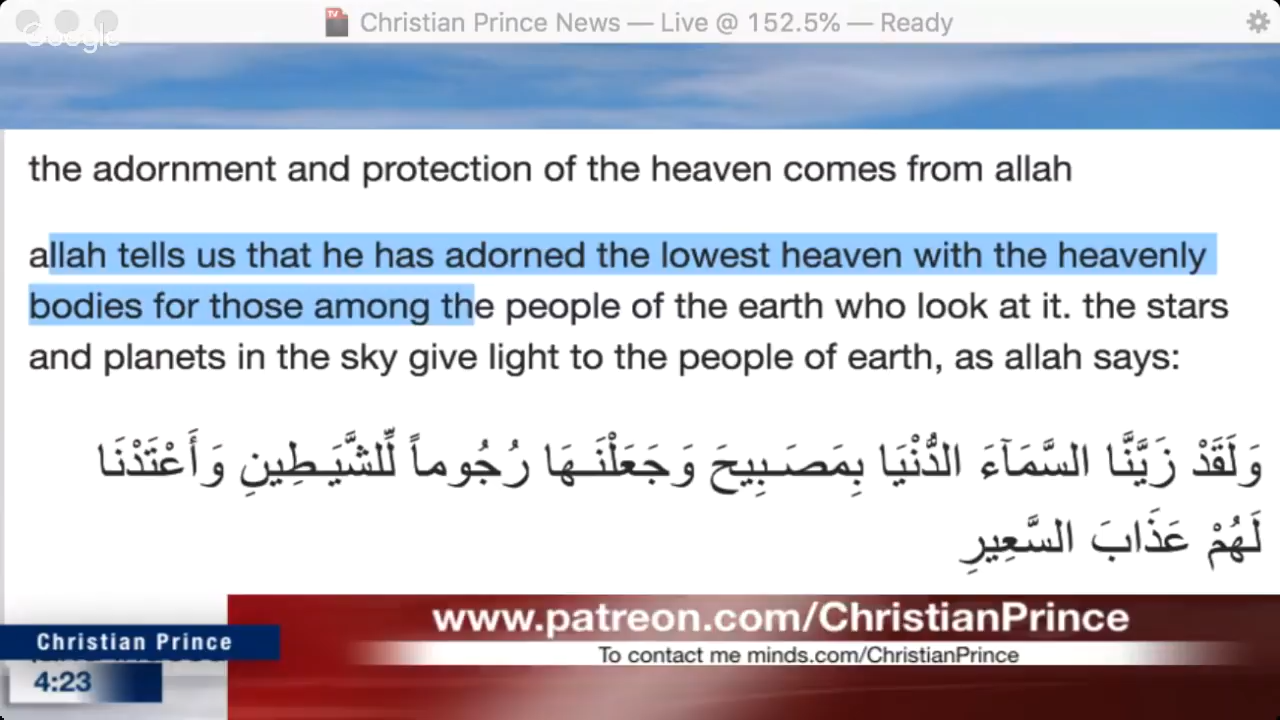 Christian Prince News — Live @ 152.5% — Ready
Google
the adornment and protection of the heaven comes from allah
allah tells us that he has adorned the lowest heaven with the heavenly
bodies for those among the people of the earth who look at it. the stars
and planets in the sky give light to the people of earth, as allah says:
وَلَقَدْ زَيَّنَّا السَّمَآءَ الدُّنْيَا بِمَصَـبِيحَ وَجَعَلْنَـهَا رُجُوماً لِّلشَّيَـطِينِ وَأَعْتَدْنَا
لَهُمْ عَذَابَ السَّعِيرِ
www.patreon.com/ChristianPrince
Christian Prince
To contact me minds.com/ChristianPrince
4:23